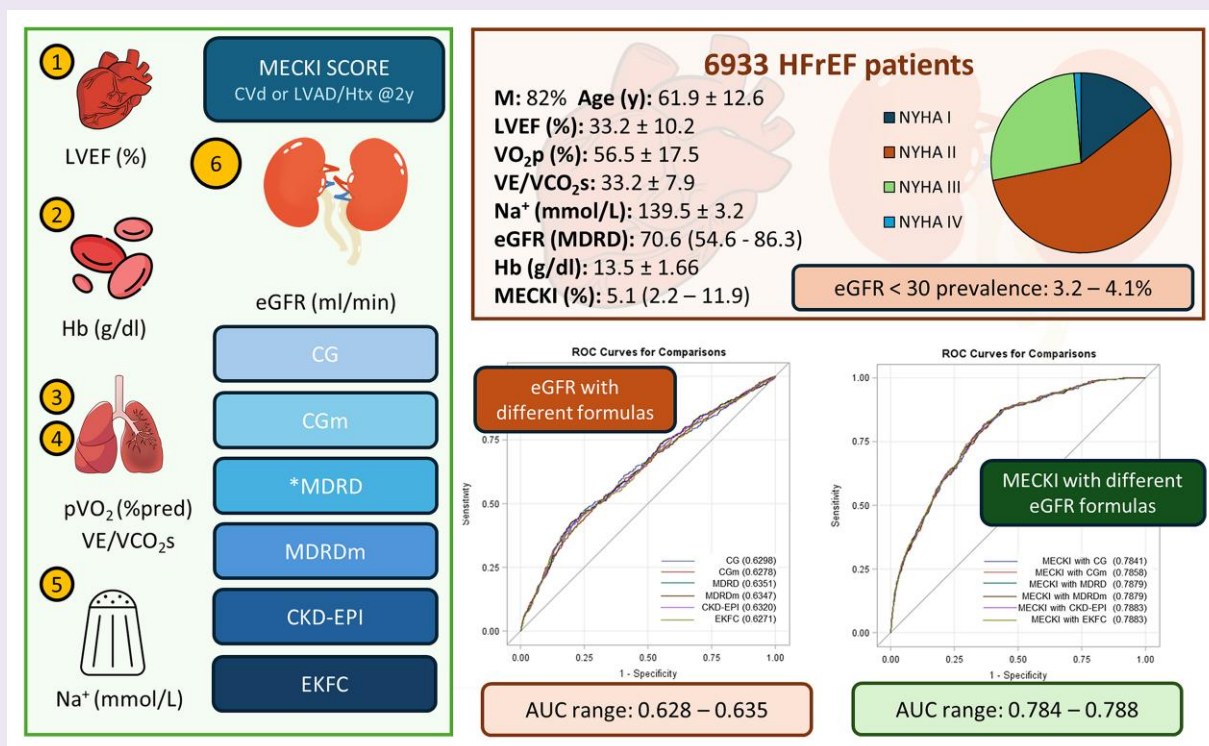 1
LVEF (%)
2
Hb (g/dl)
3
4
pVO₂ (%pred)
VE/VCO₂s
5
Na⁺ (mmol/L)
MECKI SCORE
CVd or LVAD/Htx @2y
6
eGFR (ml/min)
CG
CGm
*MDRD
MDRDm
CKD-EPI
EKFC
6933 HFrEF patients
M: 82% Age (y): 61.9 ± 12.6
LVEF (%): 33.2 ± 10.2
VO₂p (%): 56.5 ± 17.5
VE/VCO₂s: 33.2 ± 7.9
Na⁺ (mmol/L): 139.5 ± 3.2
eGFR (MDRD): 70.6 (54.6 - 86.3)
Hb (g/dl): 13.5 ± 1.66
MECKI (%): 5.1 (2.2 – 11.9)
NYHA I
NYHA II
NYHA III
NYHA IV
eGFR < 30 prevalence: 3.2 – 4.1%
ROC Curves for Comparisons
eGFR with
different formulas
0.75
0.50
0.25
0.00
Sensitivity
CG (0.6298)
CGm (0.6278)
MDRD (0.6351)
MDRDm (0.6347)
CKD-EPI (0.6320)
EKFC (0.6271)
0.00 0.25 0.50 0.75 1.00
1 - Specificity
AUC range: 0.628 – 0.635
ROC Curves for Comparisons
1.00
0.75
0.50
0.25
0.00
Sensitivity
MECKI with different
eGFR formulas
MECKI with CG (0.7841)
MECKI with CGm (0.7858)
MECKI with MDRD (0.7879)
MECKI with MDRDm (0.7879)
MECKI with CKD-EPI (0.7883)
MECKI with EKFC (0.7883)
0.00 0.25 0.50 0.75 1.00
1 - Specificity
AUC range: 0.784 – 0.788